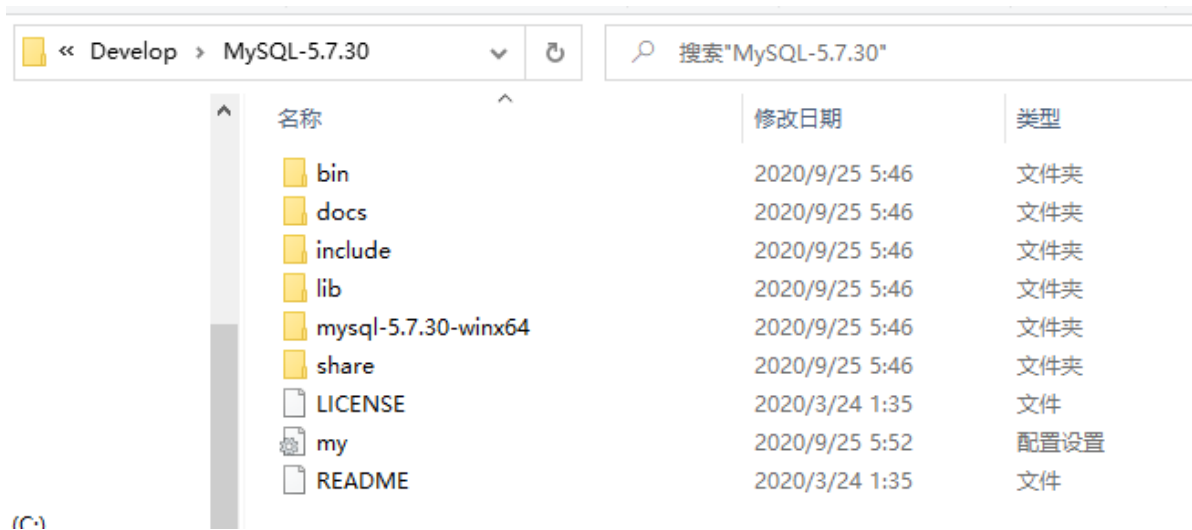 « Develop > MySQL-5.7.30
搜索"MySQL-5.7.30"
名称 修改日期 类型
bin 2020/9/25 5:46 文件夹
docs 2020/9/25 5:46 文件夹
include 2020/9/25 5:46 文件夹
lib 2020/9/25 5:46 文件夹
mysql-5.7.30-winx64 2020/9/25 5:46 文件夹
share 2020/9/25 5:46 文件夹
LICENSE 2020/3/24 1:35 文件
my 2020/9/25 5:52 配置设置
README 2020/3/24 1:35 文件
(C:)